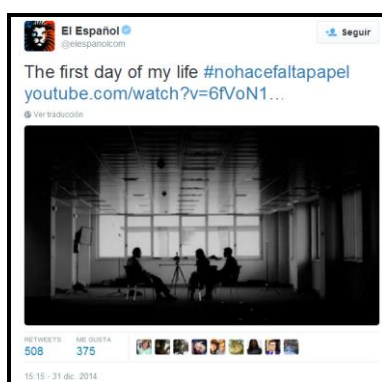 El Español
@elespanolcom
Seguir
The first day of my life #nohacefaltapapel
youtube.com/watch?v=6fVoN1…
Ver traducción
RETWEETS ME GUSTA
508 375
15:15 - 31 dic. 2014